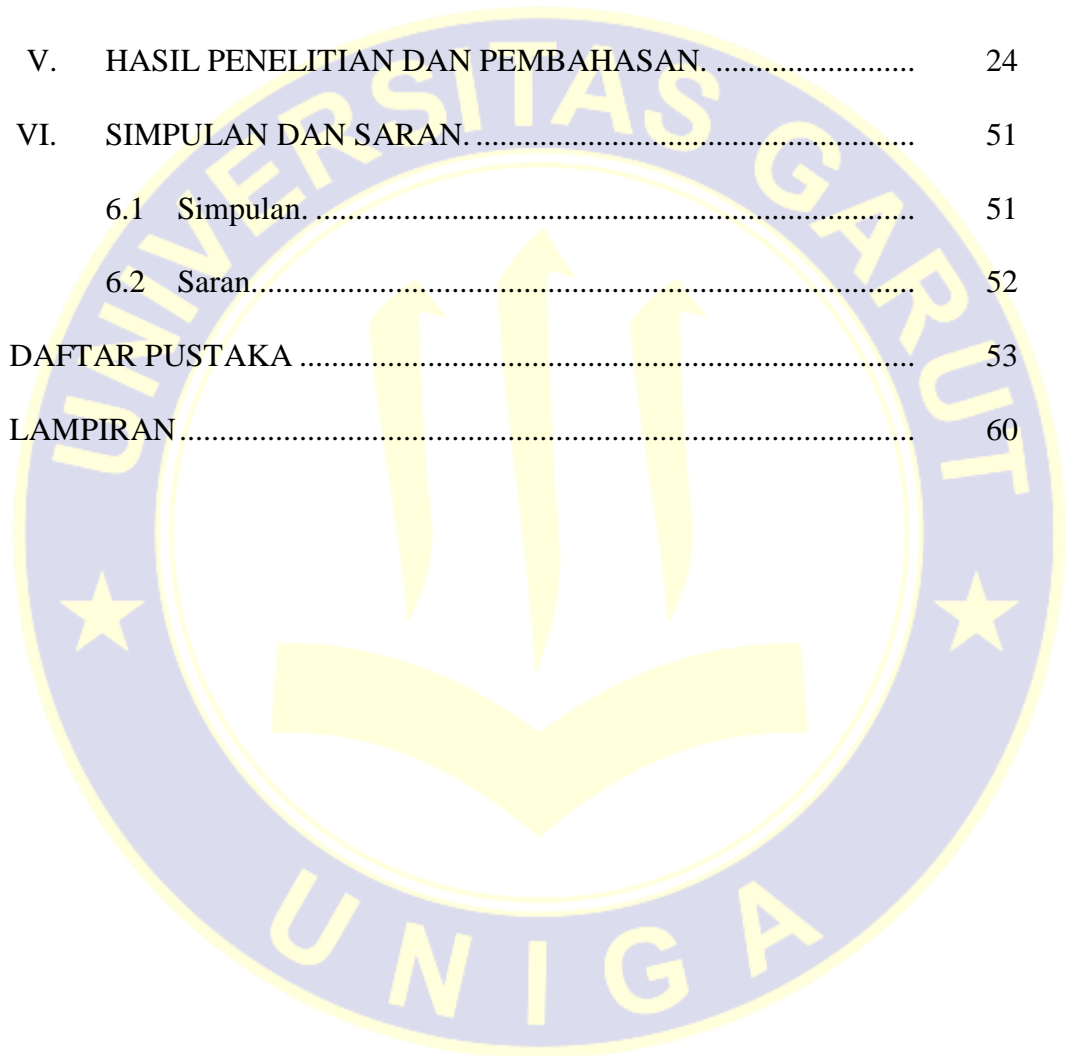 V. HASIL PENELITIAN DAN PEMBAHASAN. ........................ 24
VI. SIMPULAN DAN SARAN. ...................................................... 51
6.1 Simpulan. .......................................................................... 51
6.2 Saran.................................................................................. 52
DAFTAR PUSTAKA ............................................................................ 53
LAMPIRAN........................................................................................... 60
UNIVERSITAS GARUT
UNIGA